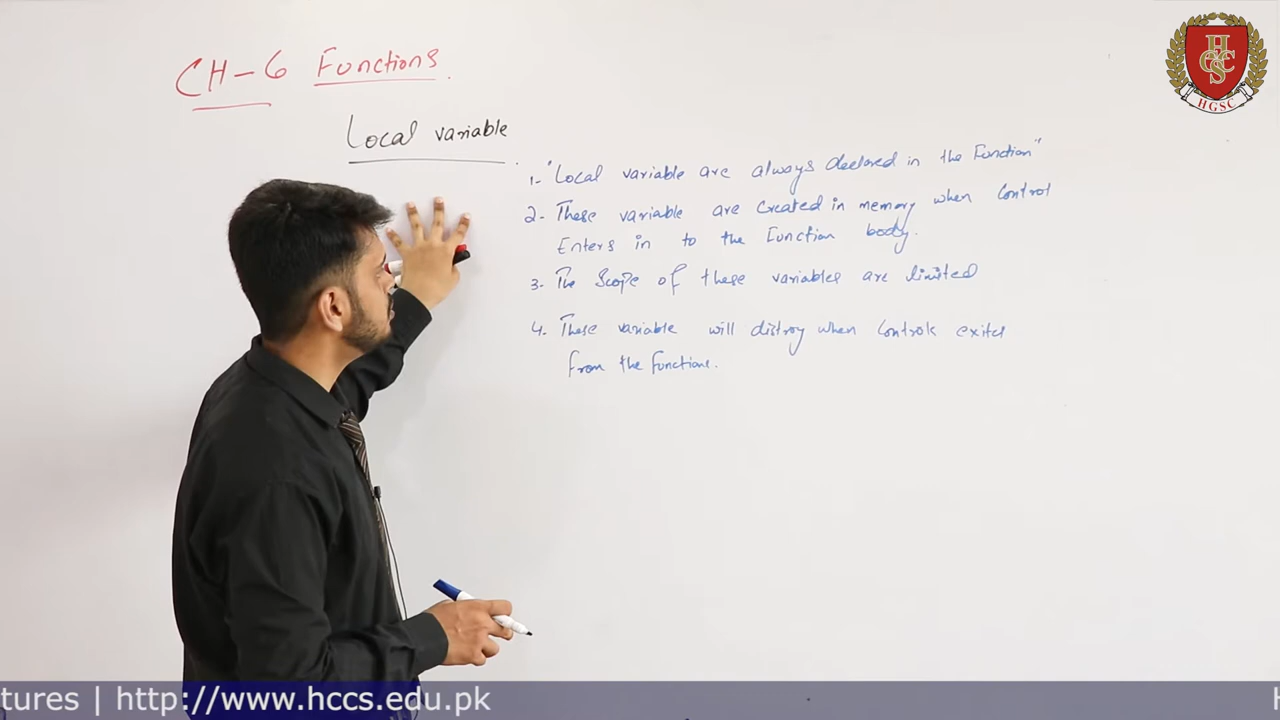 CH-6 Functions.
Local variable.
1- "Local variable are always declared in the Function"
2- These variable are created in memory when control
Enters in to the Function body.
3- The Scope of these variables are limited
4. These variable will distroy when Controls exites
from the functions.
HGSC
tures | http://www.hccs.edu.pk
H